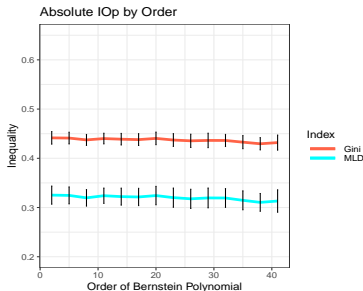 Absolute IOp by Order
0.6
0.5
0.4
0.3
0.2
Inequality
0
10
20
30
40
Order of Bernstein Polynomial
Index
Gini
MLD